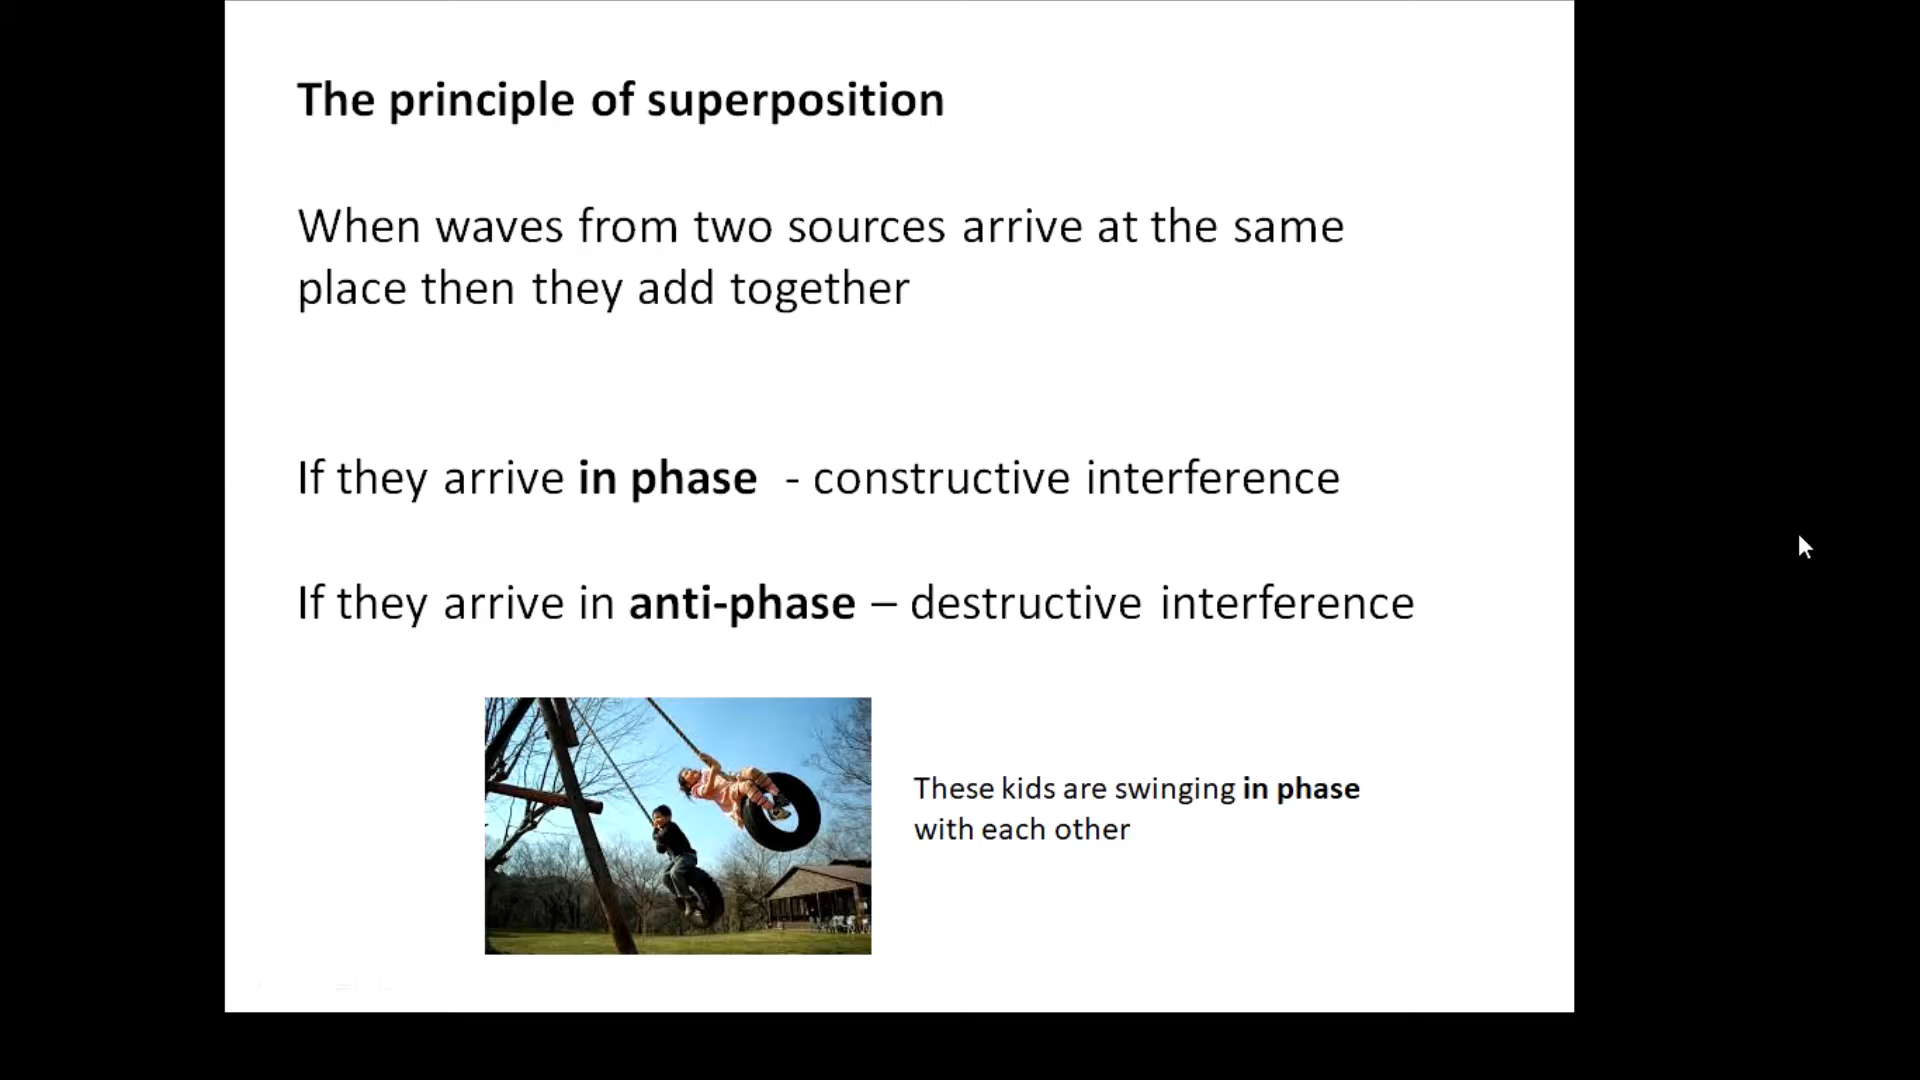 The principle of superposition
When waves from two sources arrive at the same
place then they add together
If they arrive in phase - constructive interference
If they arrive in anti-phase – destructive interference
These kids are swinging in phase
with each other